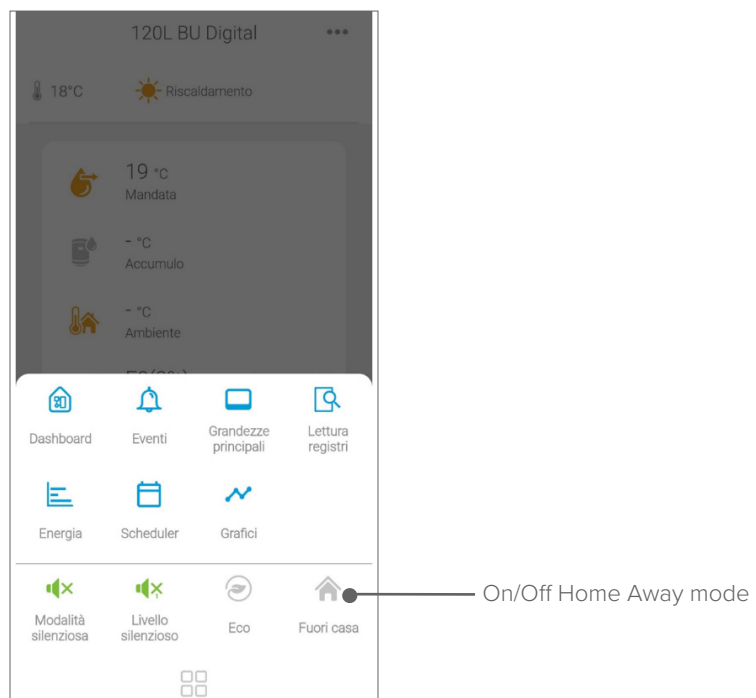 120L BU Digital
18°C Riscaldamento
19 °C
Mandata
- °C
Accumulo
- °C
Ambiente
Dashboard Eventi Grandezze principali Lettura registri
Energia Scheduler Grafici
Modalità silenziosa Livello silenzioso Eco Fuori casa
On/Off Home Away mode